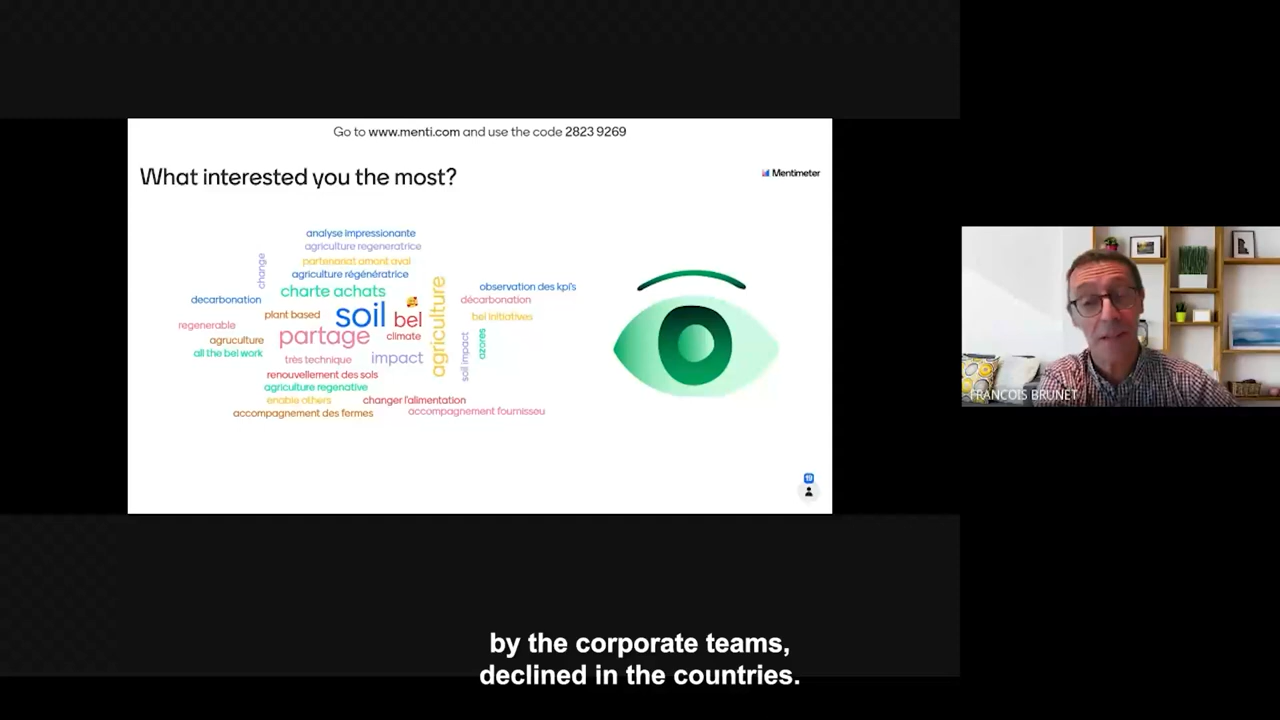 Go to www.menti.com and use the code 2823 9269
What interested you the most?
Mentimeter
analyse impressionante
agriculture regeneratrice
change
partenariat amont aval
agriculture régénératrice
charte achats
observation des kpi's
decarbonation
décarbonation
plant based
soil
bel
bel initiatives
regenerable
partage
climate
agriculture
agruculture
all the bel work
très technique
impact
soil impact
azores
renouvellement des sols
agriculture regenative
enable others
changer l'alimentation
accompagnement des fermes
accompagnement fournisseu
19
FRANCOIS BRUNET
by the corporate teams,
declined in the countries.